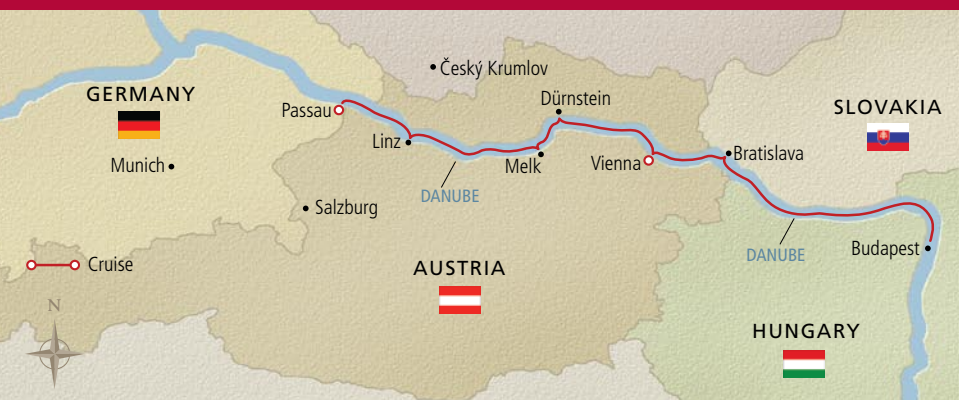 Český Krumlov
GERMANY
Dürnstein
Passau
SLOVAKIA
Linz
Munich
Melk
Vienna
Bratislava
DANUBE
Salzburg
Budapest
DANUBE
Cruise
AUSTRIA
N
HUNGARY